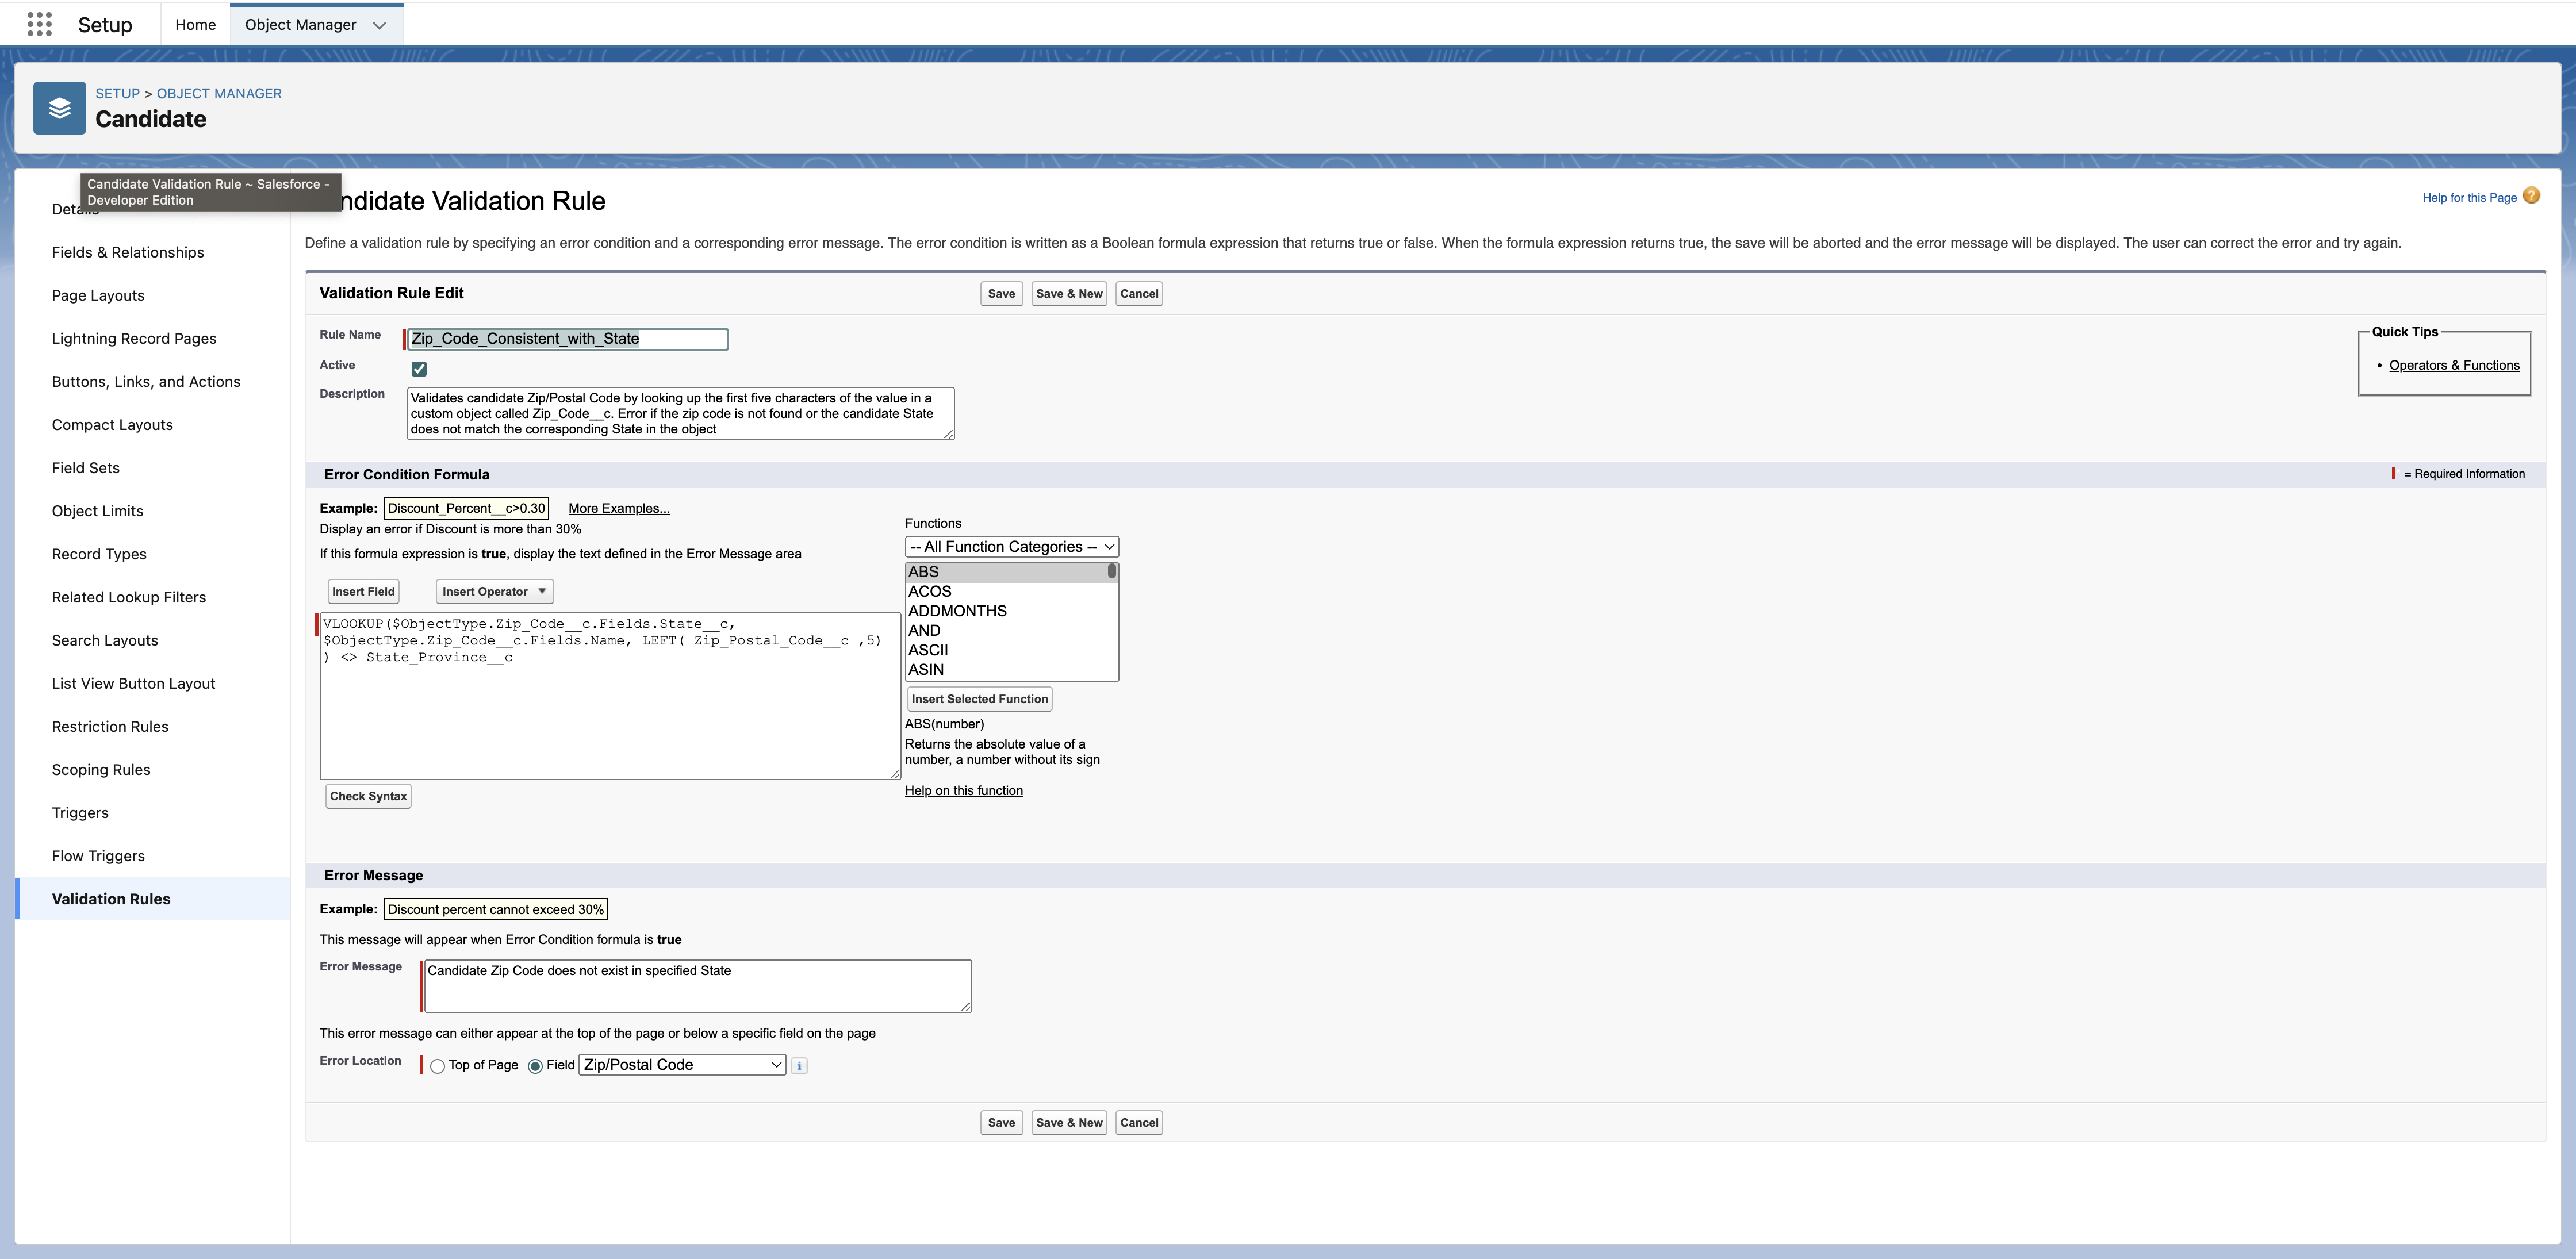 Setup
Home
Object Manager
SETUP > OBJECT MANAGER
Candidate
Candidate Validation Rule ~ Salesforce -
Developer Edition
Details
Fields & Relationships
Page Layouts
Lightning Record Pages
Buttons, Links, and Actions
Compact Layouts
Field Sets
Object Limits
Record Types
Related Lookup Filters
Search Layouts
List View Button Layout
Restriction Rules
Scoping Rules
Triggers
Flow Triggers
Validation Rules
ndidate Validation Rule
Help for this Page ?
Define a validation rule by specifying an error condition and a corresponding error message. The error condition is written as a Boolean formula expression that returns true or false. When the formula expression returns true, the save will be aborted and the error message will be displayed. The user can correct the error and try again.
Validation Rule Edit
Save
Save & New
Cancel
Rule Name
Zip_Code_Consistent_with_State
Active
Description
Validates candidate Zip/Postal Code by looking up the first five characters of the value in a
custom object called Zip_Code__c. Error if the zip code is not found or the candidate State
does not match the corresponding State in the object
Quick Tips
• Operators & Functions
Error Condition Formula
= Required Information
Example:
Discount_Percent__c>0.30
More Examples...
Display an error if Discount is more than 30%
If this formula expression is true, display the text defined in the Error Message area
Insert Field
Insert Operator
VLOOKUP($ObjectType.Zip_Code__c.Fields.State__c,
$ObjectType.Zip_Code__c.Fields.Name, LEFT( Zip_Postal_Code__c ,5)
) <> State_Province__c
Check Syntax
Functions
-- All Function Categories --
ABS
ACOS
ADDMONTHS
AND
ASCII
ASIN
Insert Selected Function
ABS(number)
Returns the absolute value of a
number, a number without its sign
Help on this function
Error Message
Example:
Discount percent cannot exceed 30%
This message will appear when Error Condition formula is true
Error Message
Candidate Zip Code does not exist in specified State
This error message can either appear at the top of the page or below a specific field on the page
Error Location
Top of Page
Field
Zip/Postal Code
i
Save
Save & New
Cancel